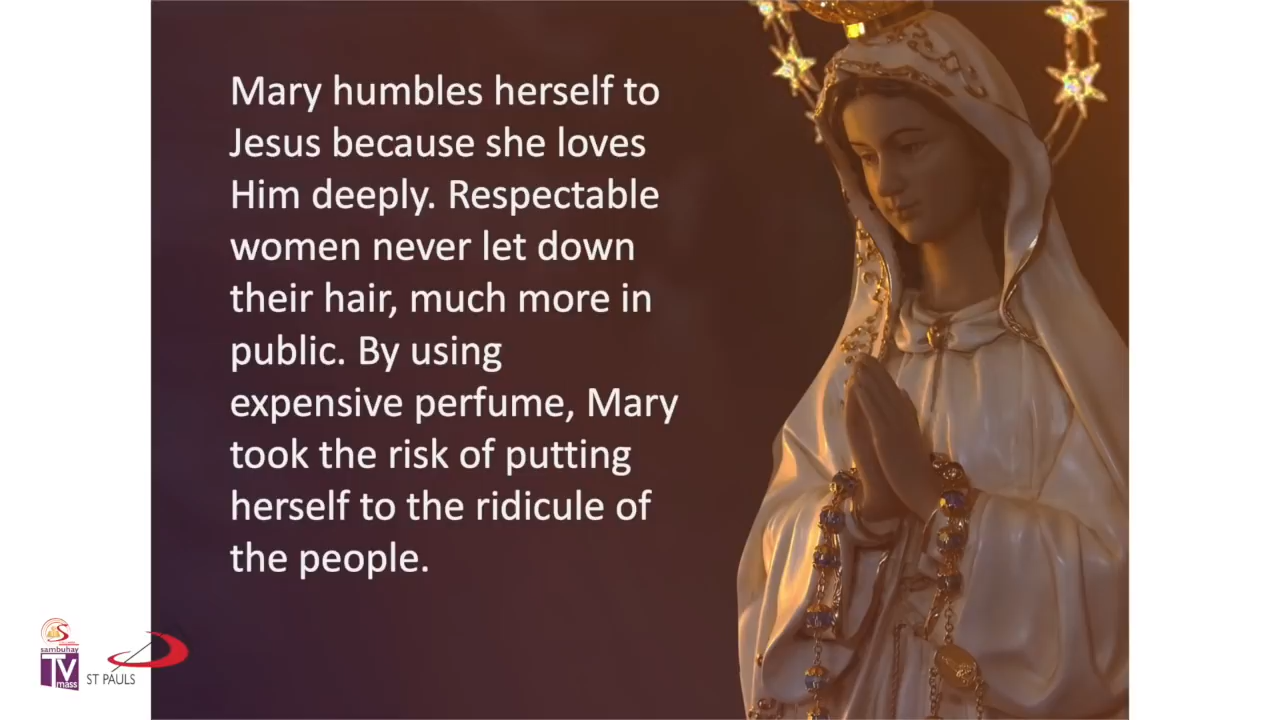 Mary humbles herself to
Jesus because she loves
Him deeply. Respectable
women never let down
their hair, much more in
public. By using
expensive perfume, Mary
took the risk of putting
herself to the ridicule of
the people.
sambuhay
TV
mass
ST PAULS